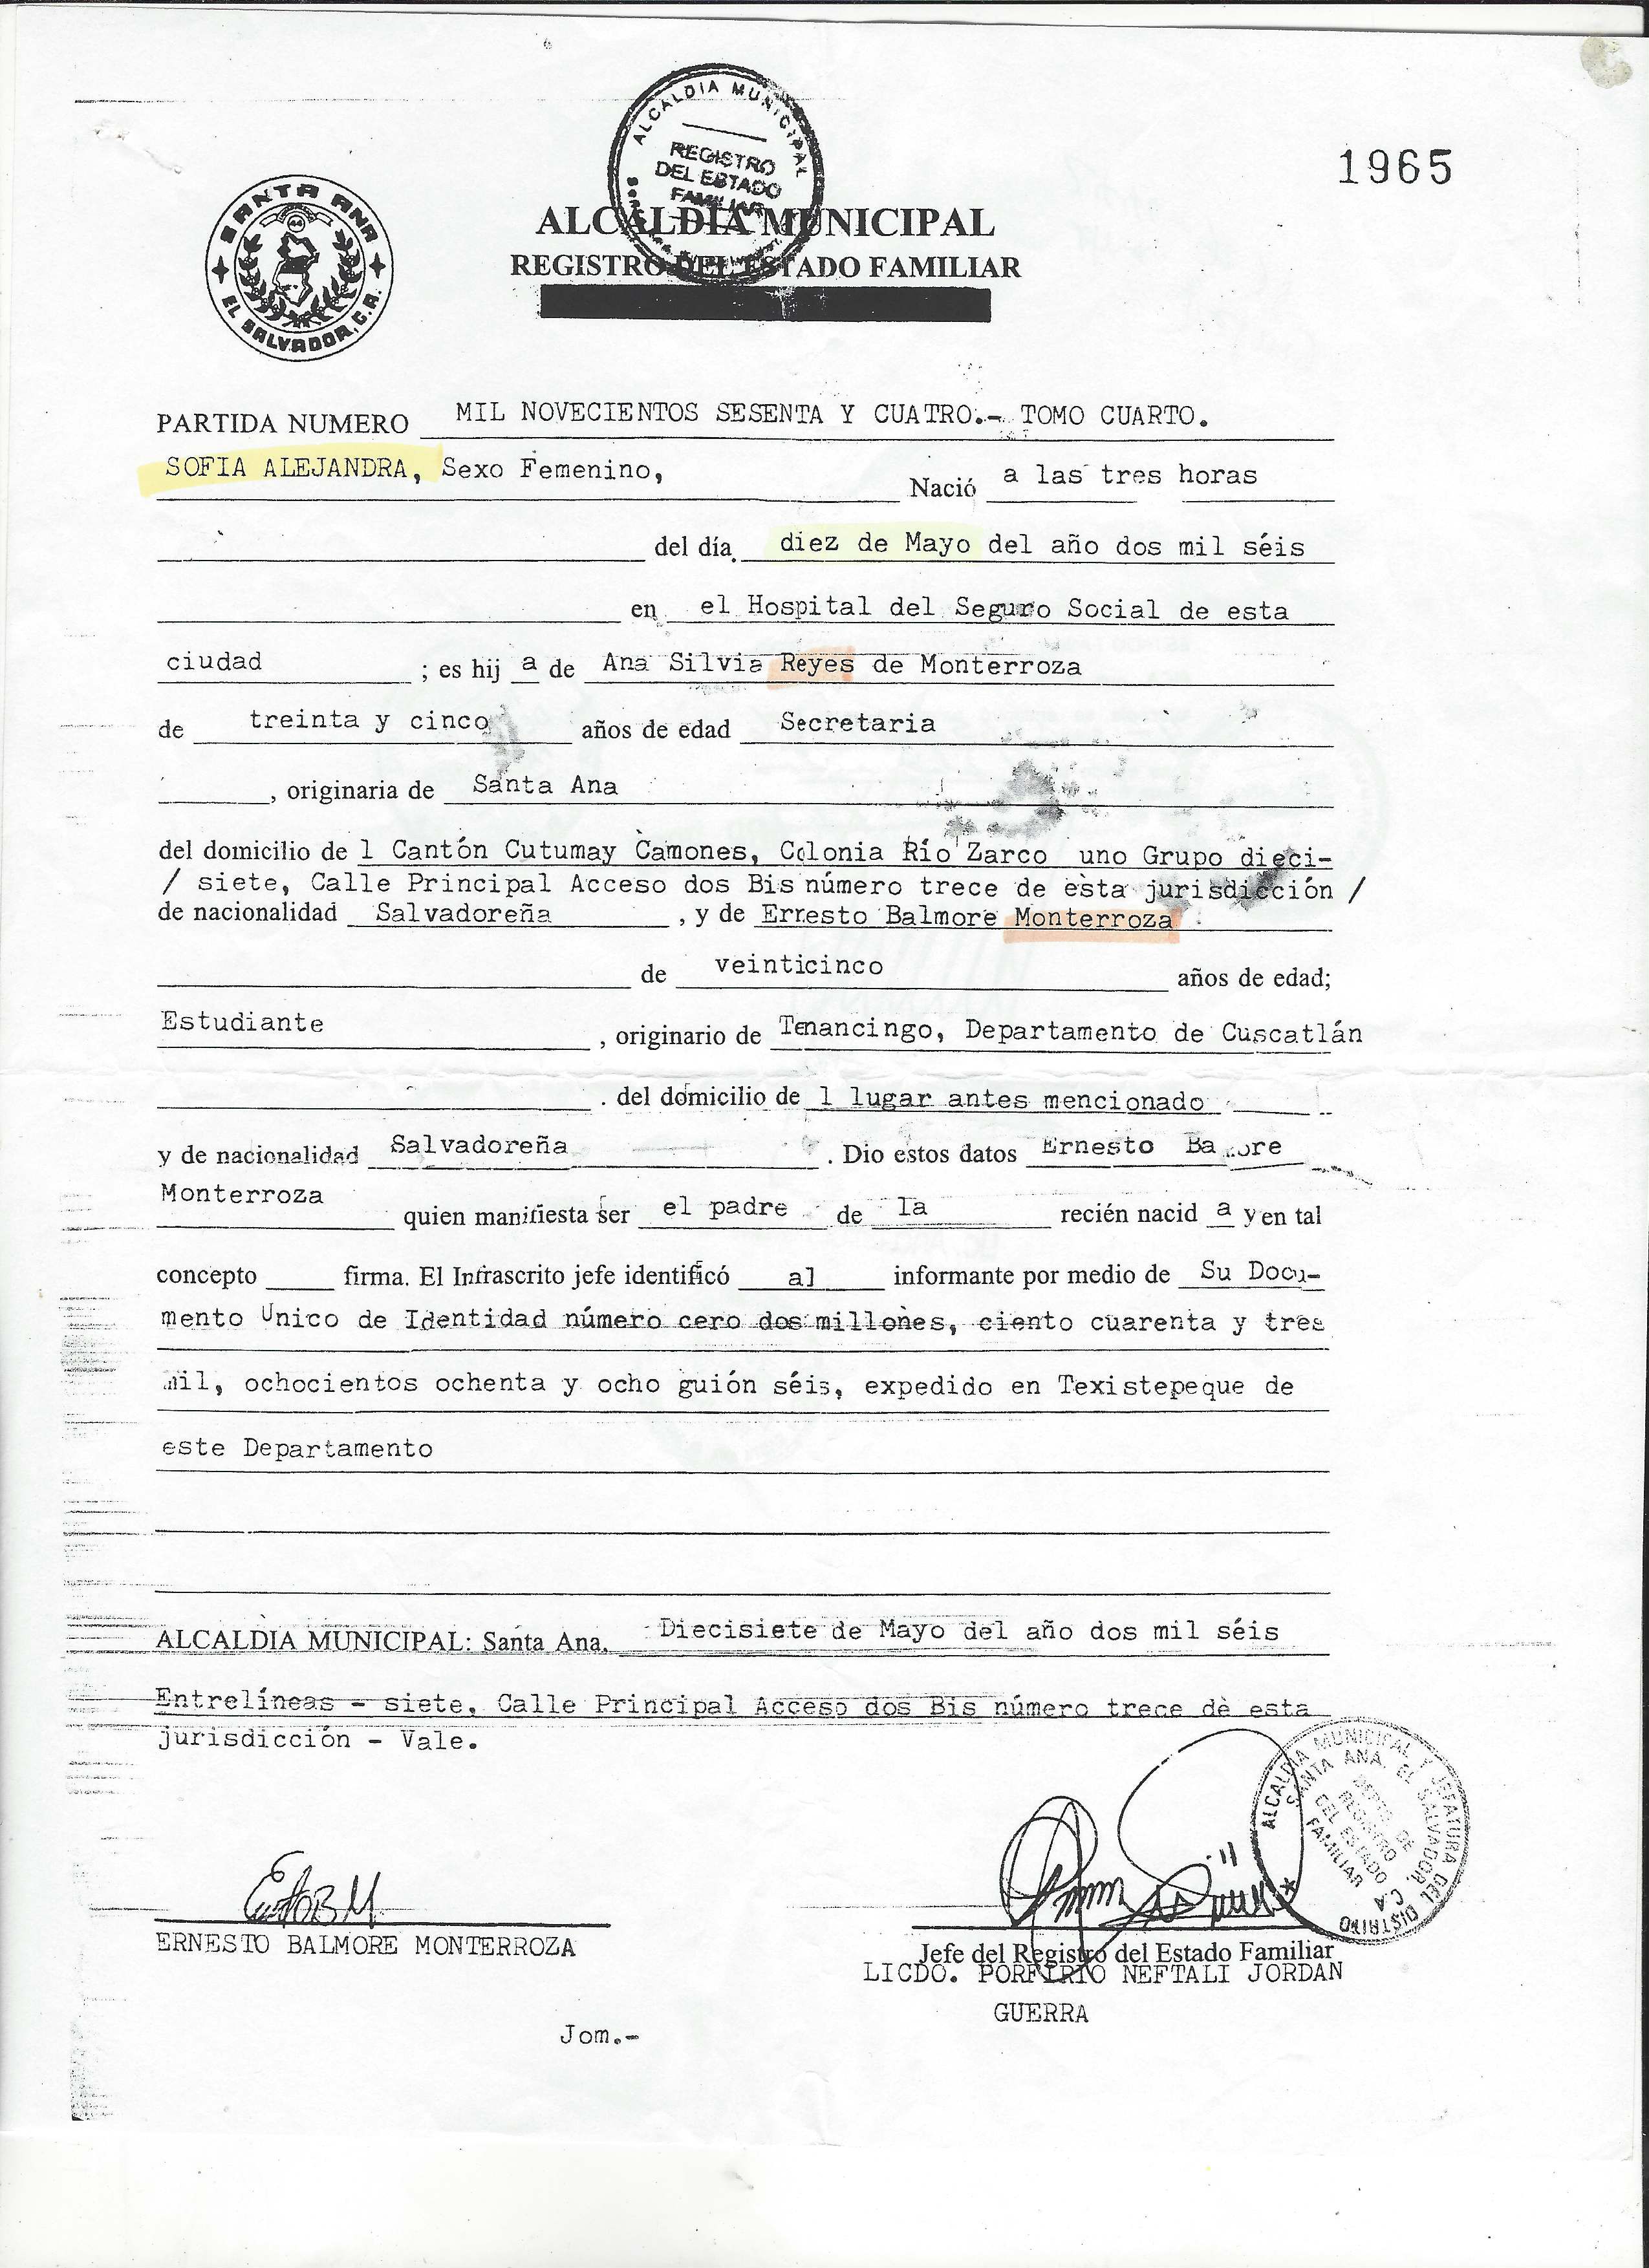 ALCALDIA MUNICIPAL
REGISTRO
DEL ESTADO
FAMILIAR
1965
SANTA ANA
EL SALVADOR, C.A.
ALCALDIA MUNICIPAL
REGISTRO DEL ESTADO FAMILIAR
PARTIDA NUMERO MIL NOVECIENTOS SESENTA Y CUATRO.- TOMO CUARTO.
SOFIA ALEJANDRA, Sexo Femenino, Nació a las tres horas
del día diez de Mayo del año dos mil séis
en el Hospital del Seguro Social de esta
ciudad ; es hij a de Ana Silvia Reyes de Monterroza
de treinta y cinco años de edad Secretaria
, originaria de Santa Ana
del domicilio de l Cantón Cutumay Camones, Colonia Río Zarco uno Grupo dieci-
/ siete, Calle Principal Acceso dos Bis número trece de esta jurisdicción /
de nacionalidad Salvadoreña , y de Ernesto Balmore Monterroza
de veinticinco años de edad;
Estudiante , originario de Tenancingo, Departamento de Cuscatlán
. del domicilio de l lugar antes mencionado
y de nacionalidad Salvadoreña . Dio estos datos Ernesto
Monterroza quien manifiesta ser el padre de la recién nacid a y en tal
concepto firma. El Infrascrito jefe identificó al informante por medio de Su Docu-
mento Unico de Identidad número cero dos millones, ciento cuarenta y tres
mil, ochocientos ochenta y ocho guión séis, expedido en Texistepeque de
este Departamento
ALCALDIA MUNICIPAL: Santa Ana, Diecisiete de Mayo del año dos mil séis
Entrelíneas - siete, Calle Principal Acceso dos Bis número trece de esta
jurisdicción - Vale.
ALCALDIA MUNICIPAL Y JEFATURA DEL DISTRITO
SANTA ANA, EL SALVADOR, C.A
DEPTO. DE
REGISTRO
DEL ESTADO
FAMILIAR
ERNESTO BALMORE MONTERROZA
Jefe del Registro del Estado Familiar
LICDO. PORFIRIO NEFTALI JORDAN
GUERRA
Jom.-